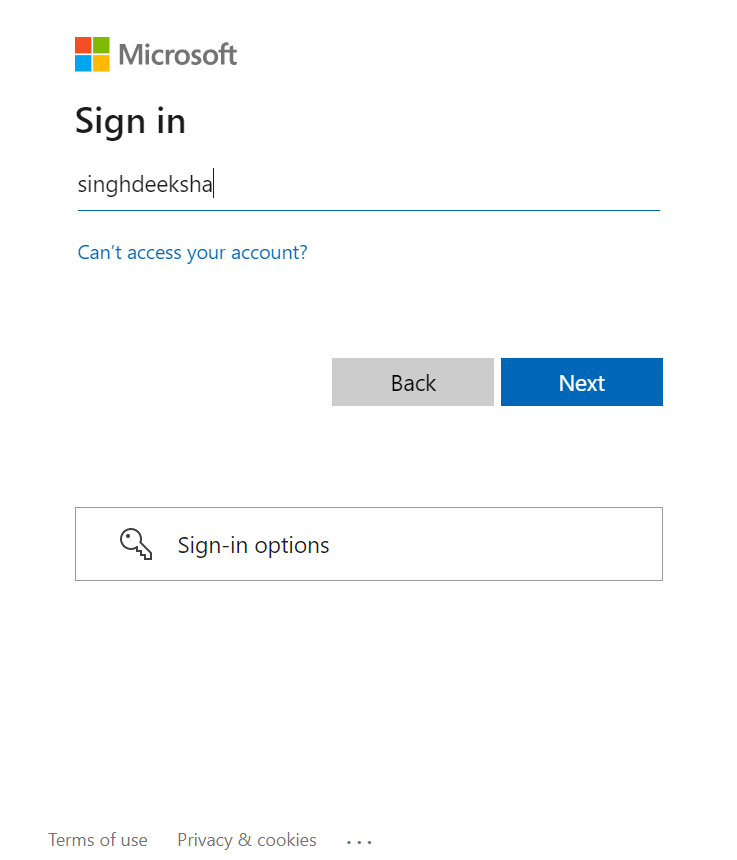 Microsoft
Sign in
singhdeeksha
Can't access your account?
Back Next
Sign-in options
Terms of use Privacy & cookies ...